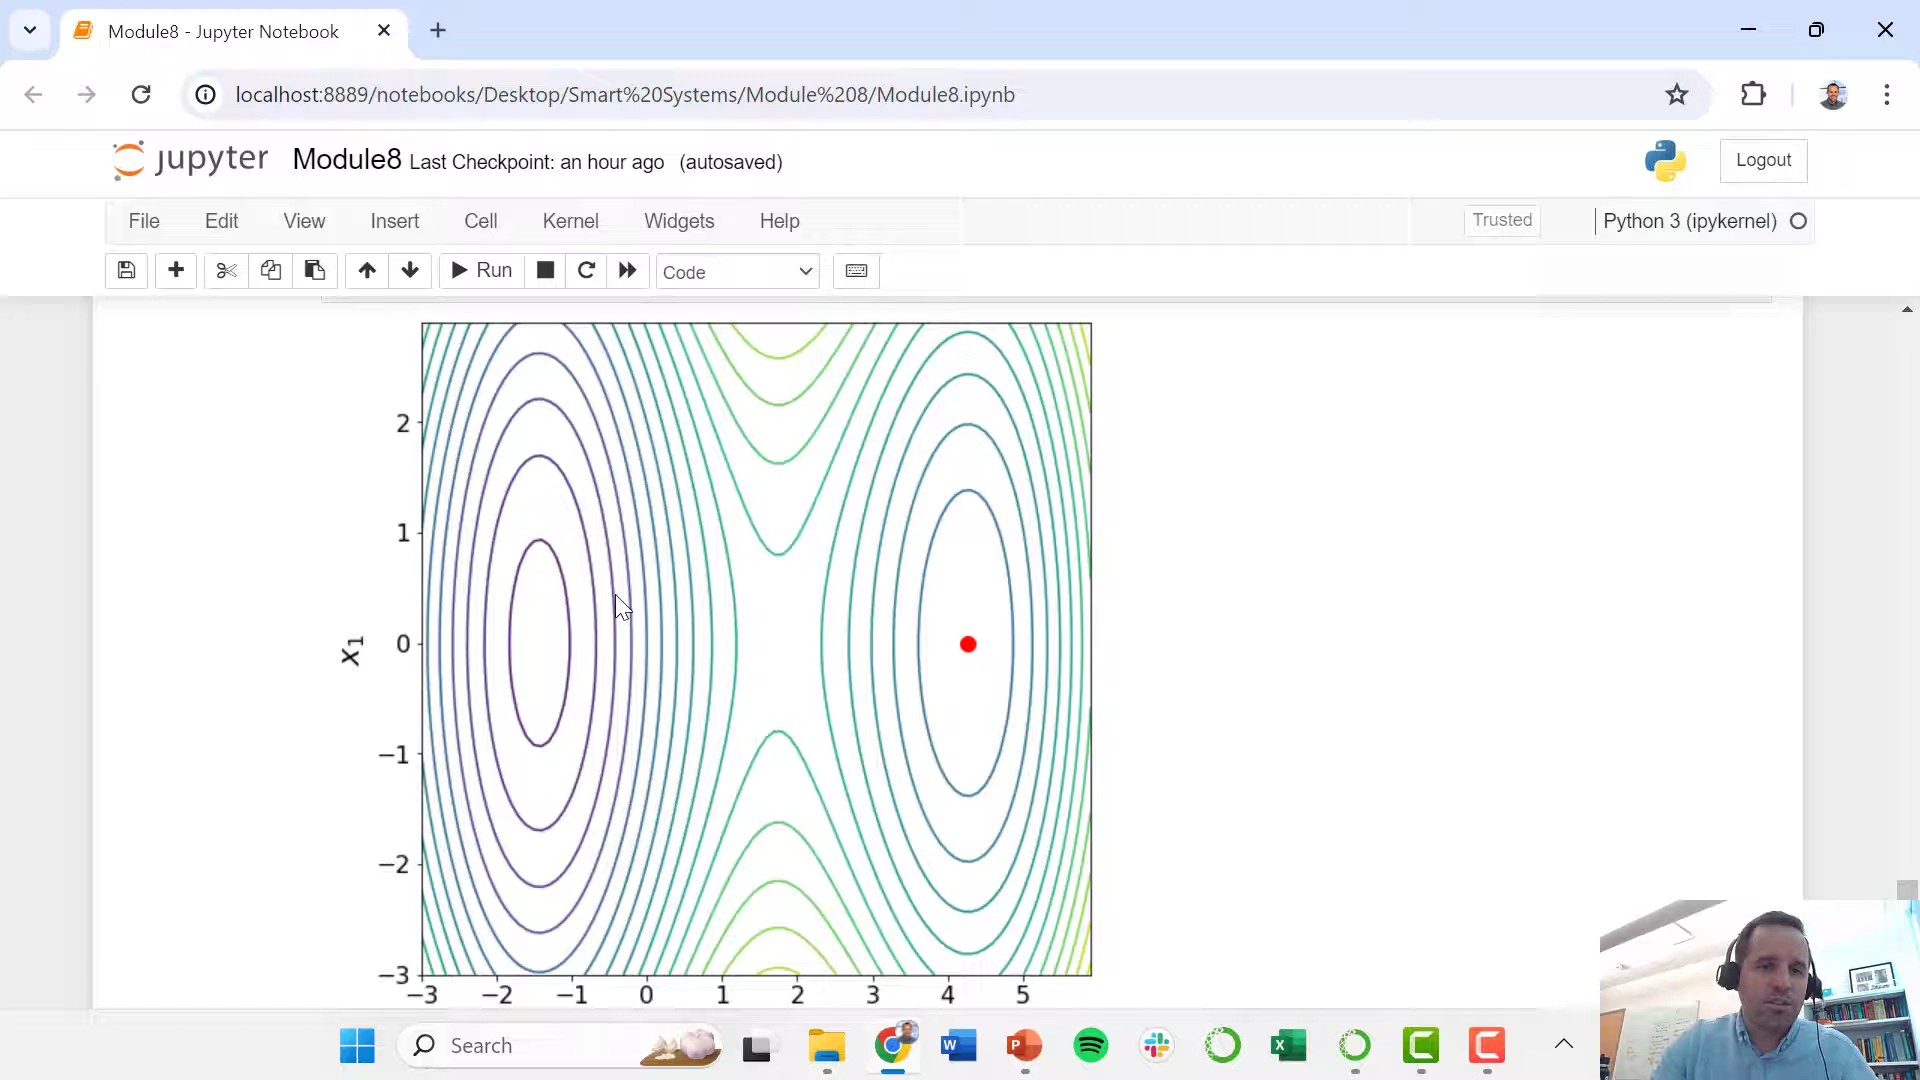 Module8 - Jupyter Notebook
localhost:8889/notebooks/Desktop/Smart%20Systems/Module%208/Module8.ipynb
jupyter Module8 Last Checkpoint: an hour ago (autosaved) Logout
File Edit View Insert Cell Kernel Widgets Help Trusted Python 3 (ipykernel)
Run Code
2
1
0
−1
−2
−3
x1
−3 −2 −1 0 1 2 3 4 5
Search W P X